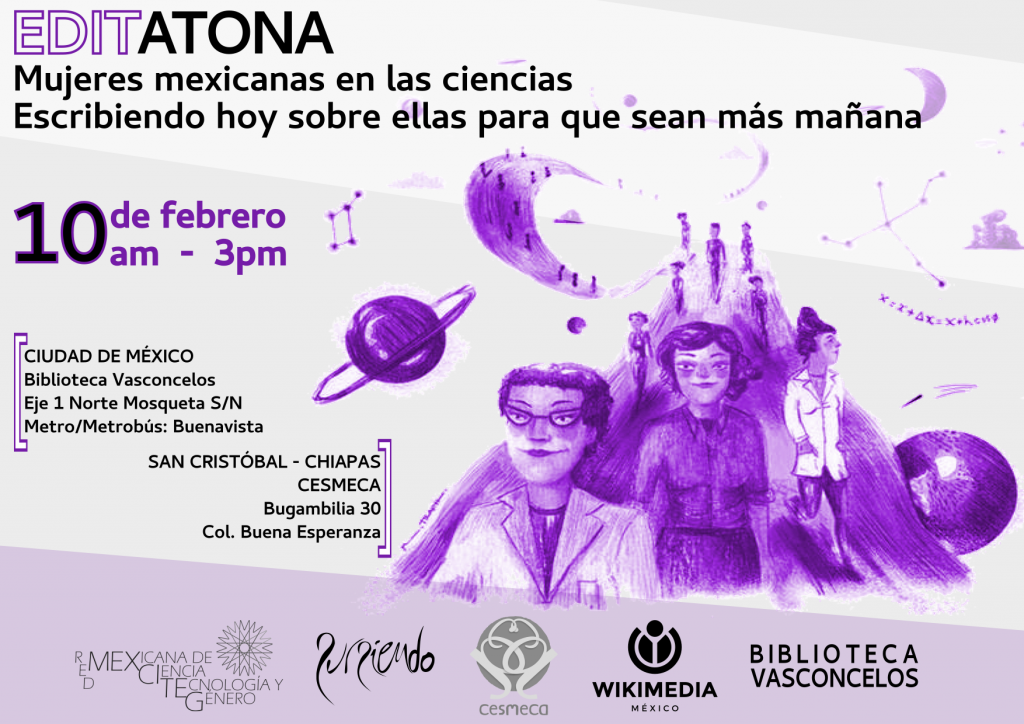 EDITATONA
Mujeres mexicanas en las ciencias
Escribiendo hoy sobre ellas para que sean más mañana
10 de febrero
am - 3pm
CIUDAD DE MÉXICO
Biblioteca Vasconcelos
Eje 1 Norte Mosqueta S/N
Metro/Metrobús: Buenavista
SAN CRISTÓBAL - CHIAPAS
CESMECA
Bugambilia 30
Col. Buena Esperanza
RED MEXICANA DE
CIENCIA
TECNOLOGÍA Y
GÉNERO
cesmeca
WIKIMEDIA
MÉXICO
BIBLIOTECA
VASCONCELOS